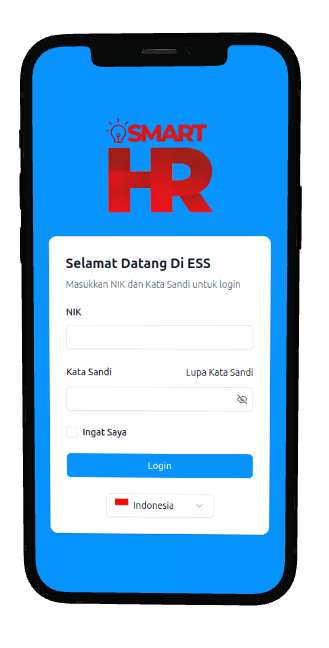 SMART
HR
Selamat Datang Di ESS
Masukkan NIK dan Kata Sandi untuk login
NIK
Kata Sandi Lupa Kata Sandi
Ingat Saya
Login
Indonesia